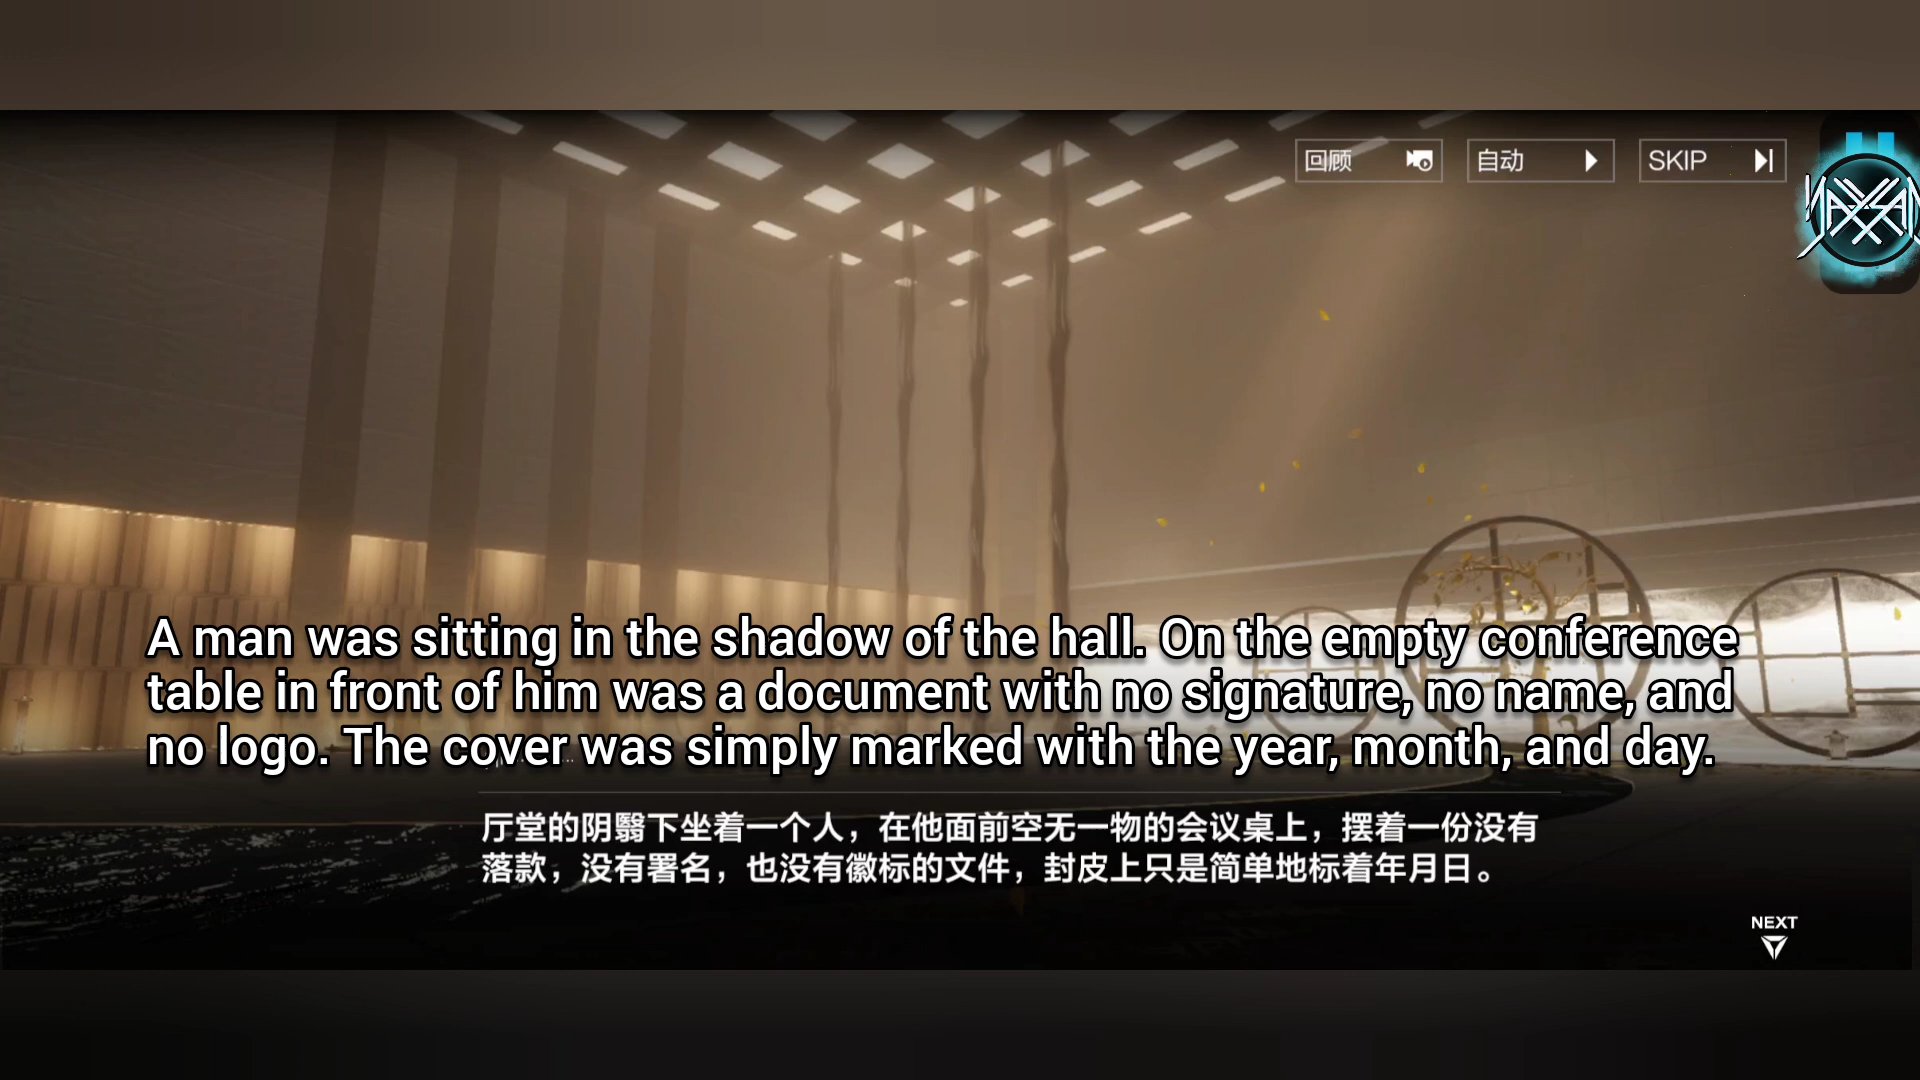 回顾
自动
SKIP
A man was sitting in the shadow of the hall. On the empty conference
table in front of him was a document with no signature, no name, and
no logo. The cover was simply marked with the year, month, and day.
厅堂的阴翳下坐着一个人，在他面前空无一物的会议桌上，摆着一份没有
落款，没有署名，也没有徽标的文件，封皮上只是简单地标着年月日。
NEXT